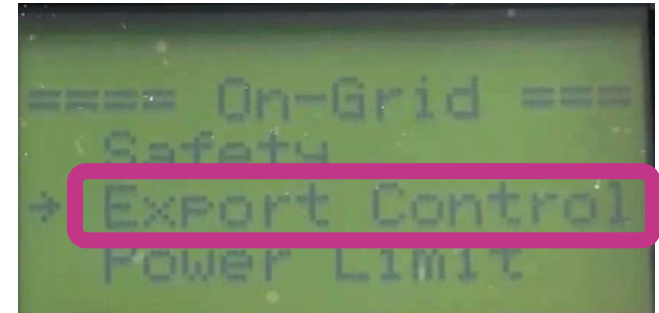 ==== On-Grid ===
Safety
→ Export Control
Power Limit